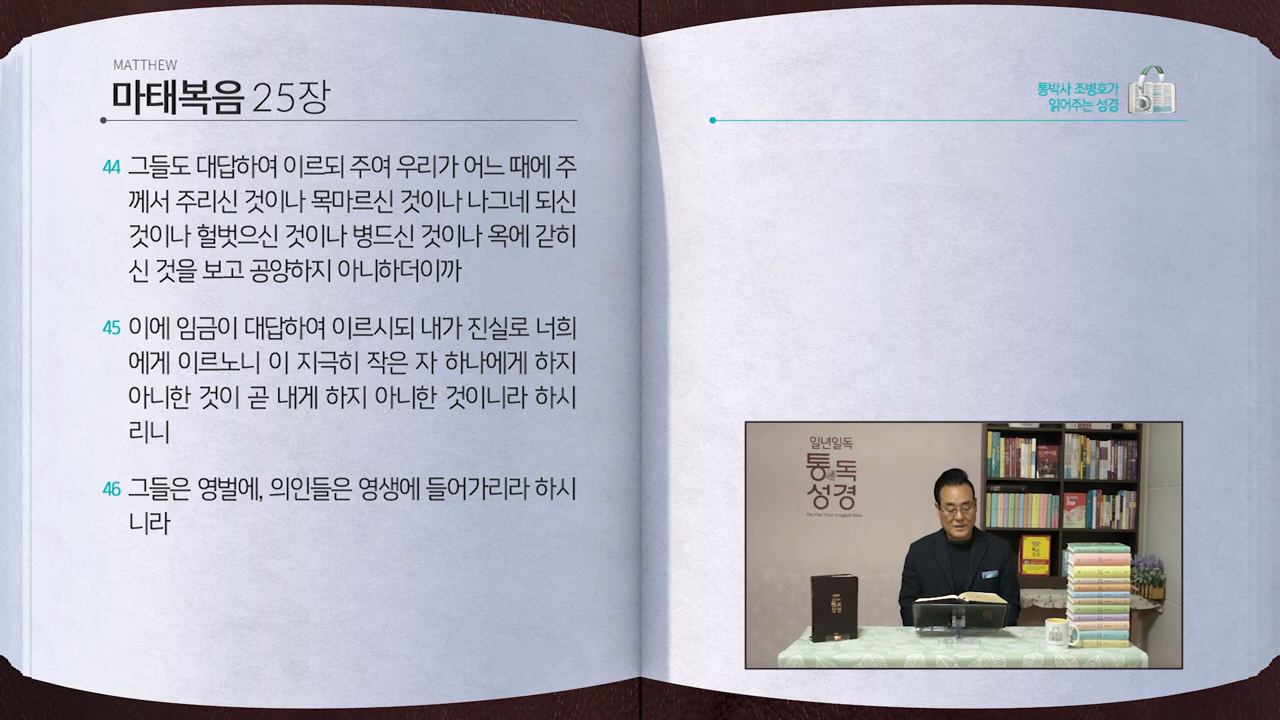 MATTHEW
마태복음 25장
44 그들도 대답하여 이르되 주여 우리가 어느 때에 주
께서 주리신 것이나 목마르신 것이나 나그네 되신
것이나 헐벗으신 것이나 병드신 것이나 옥에 갇히
신 것을 보고 공양하지 아니하더이까
45 이에 임금이 대답하여 이르시되 내가 진실로 너희
에게 이르노니 이 지극히 작은 자 하나에게 하지
아니한 것이 곧 내게 하지 아니한 것이니라 하시
리니
46 그들은 영벌에, 의인들은 영생에 들어가리라 하시
니라
통박사 조병호가
읽어주는 성경
일년일독
통독
성경